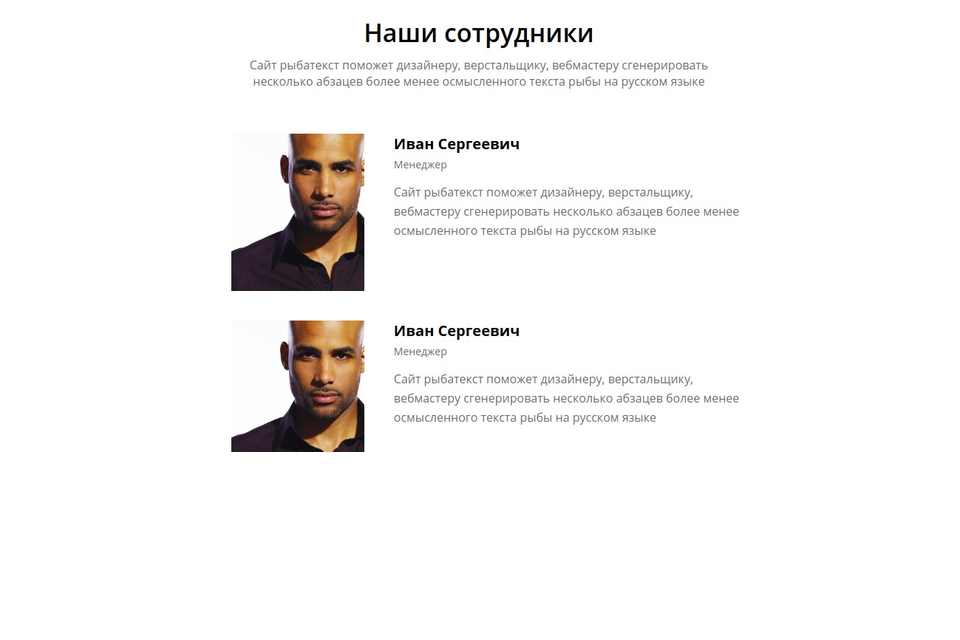 Наши сотрудники
Сайт рыбатекст поможет дизайнеру, верстальщику, вебмастеру сгенерировать
несколько абзацев более менее осмысленного текста рыбы на русском языке
Иван Сергеевич
Менеджер
Сайт рыбатекст поможет дизайнеру, верстальщику,
вебмастеру сгенерировать несколько абзацев более менее
осмысленного текста рыбы на русском языке
Иван Сергеевич
Менеджер
Сайт рыбатекст поможет дизайнеру, верстальщику,
вебмастеру сгенерировать несколько абзацев более менее
осмысленного текста рыбы на русском языке